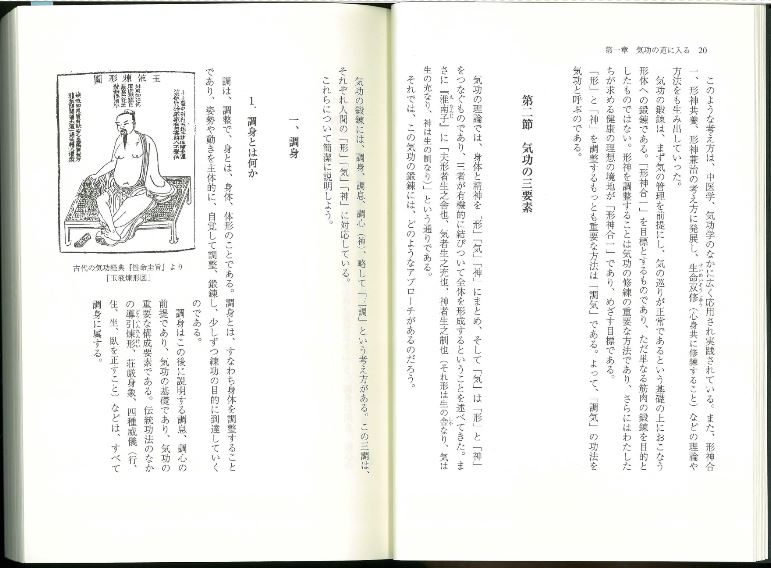 第一章　気功の道に入る　20
このような考え方は、中医学、気功学のなかに広く応用され実践されている。また、形神合
一、形神共養、形神兼治の考え方に発展し、生命双修（心身共に修練すること）などの理論や
方法をも生み出していった。
気功の鍛錬は、まず気の管理を前提にし、気の巡りが正常であるという基礎の上におこなう
形体への鍛錬である。「形神合一」を目標とするものであり、ただ単なる筋肉の鍛錬を目的と
したものではない。形神を調整することは気功の修練の重要な方法であり、さらにはわたした
ちが求める健康の理想の境地が「形神合一」であり、めざす目標である。
「形」と「神」を調整するもっとも重要な方法は「調気」である。よって、「調気」の功法を
気功と呼ぶのである。
第二節　気功の三要素
気功の理論では、身体と精神を「形」「気」「神」にまとめ、そして「気」は「形」と「神」
をつなぐものであり、三者が有機的に結びついて全体を形成するということを述べてきた。ま
さに『淮南子』に「夫形者生之舎也、気者生之充也、神者生之制也（それ形は生の舎なり、気は
生の充なり、神は生の制なり）」という通りである。
それでは、この気功の鍛錬には、どのようなアプローチがあるのだろう。
気功の鍛錬には、調身、調息、調心（神）、略して「三調」という考え方がある。この三調は、
それぞれ人間の「形」「気」「神」に対応している。
これらについて簡潔に説明しよう。
一、調身
1．調身とは何か
調は、調整で、身とは、身体、体形のことである。調身とは、すなわち身体を調整すること
であり、姿勢や動きを主体的に、自覚して調整、鍛錬し、少しずつ練功の目的に到達していく
のである。
調身はこの後に説明する調息、調心の
前提であり、気功の基礎であり、気功の
重要な構成要素である。伝統功法のなか
の導引煉形、荘厳身象、四種威儀（行、
住、坐、臥を正すこと）などは、すべて
調身に属する。
圖形煉液玉
古代の気功経典『性命圭旨』より
「玉液煉形図」